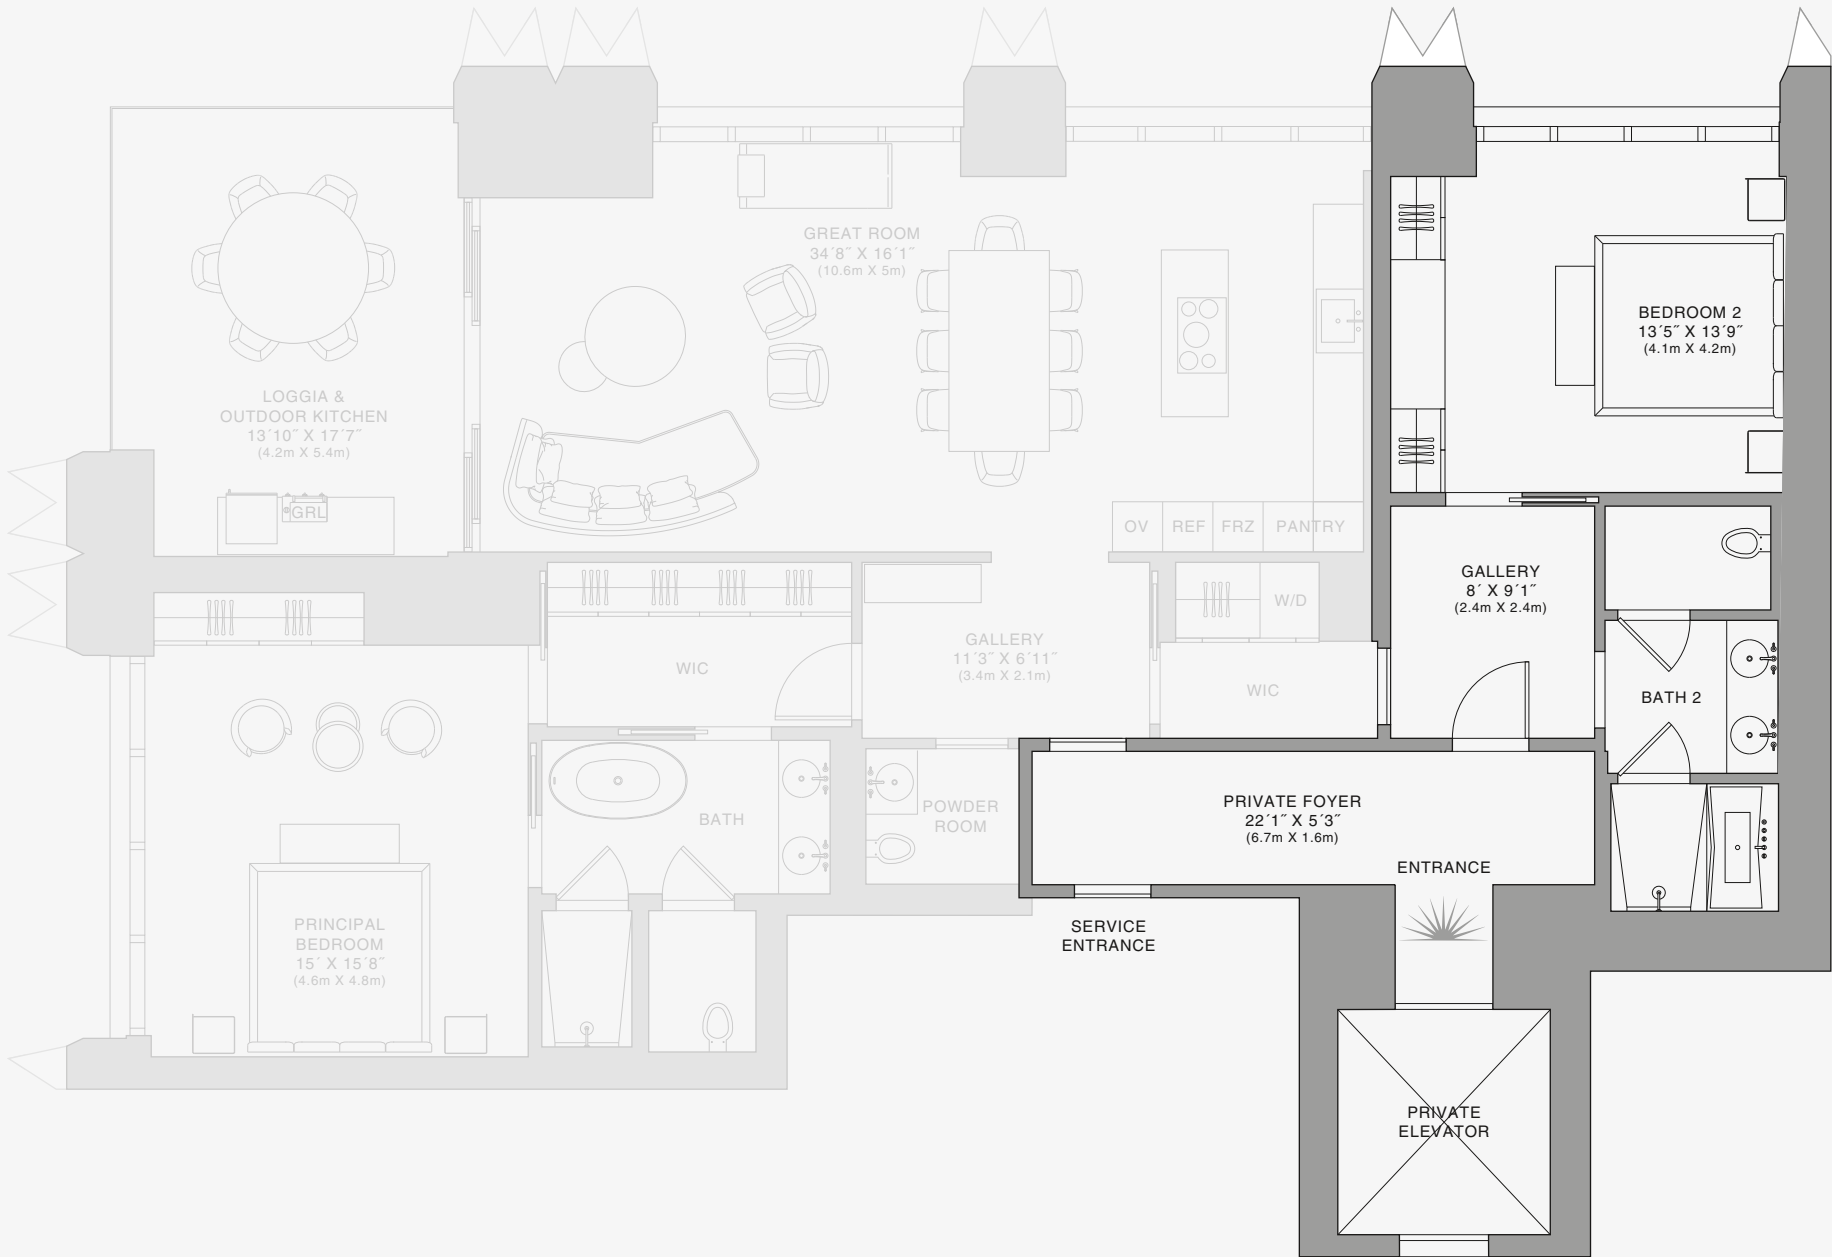 GREAT ROOM
34´8˝ X 16´1˝
(10.6m X 5m)
LOGGIA &
OUTDOOR KITCHEN
13´10˝ X 17´7˝
(4.2m X 5.4m)
GRL
BEDROOM 2
13´5˝ X 13´9˝
(4.1m X 4.2m)
OV
REF
FRZ
PANTRY
GALLERY
8´ X 9´1˝
(2.4m X 2.4m)
W/D
GALLERY
11´3˝ X 6´11˝
(3.4m X 2.1m)
WIC
WIC
BATH 2
BATH
POWDER
ROOM
PRIVATE FOYER
22´1˝ X 5´3˝
(6.7m X 1.6m)
ENTRANCE
PRINCIPAL
BEDROOM
15´ X 15´8˝
(4.6m X 4.8m)
SERVICE
ENTRANCE
PRIVATE
ELEVATOR